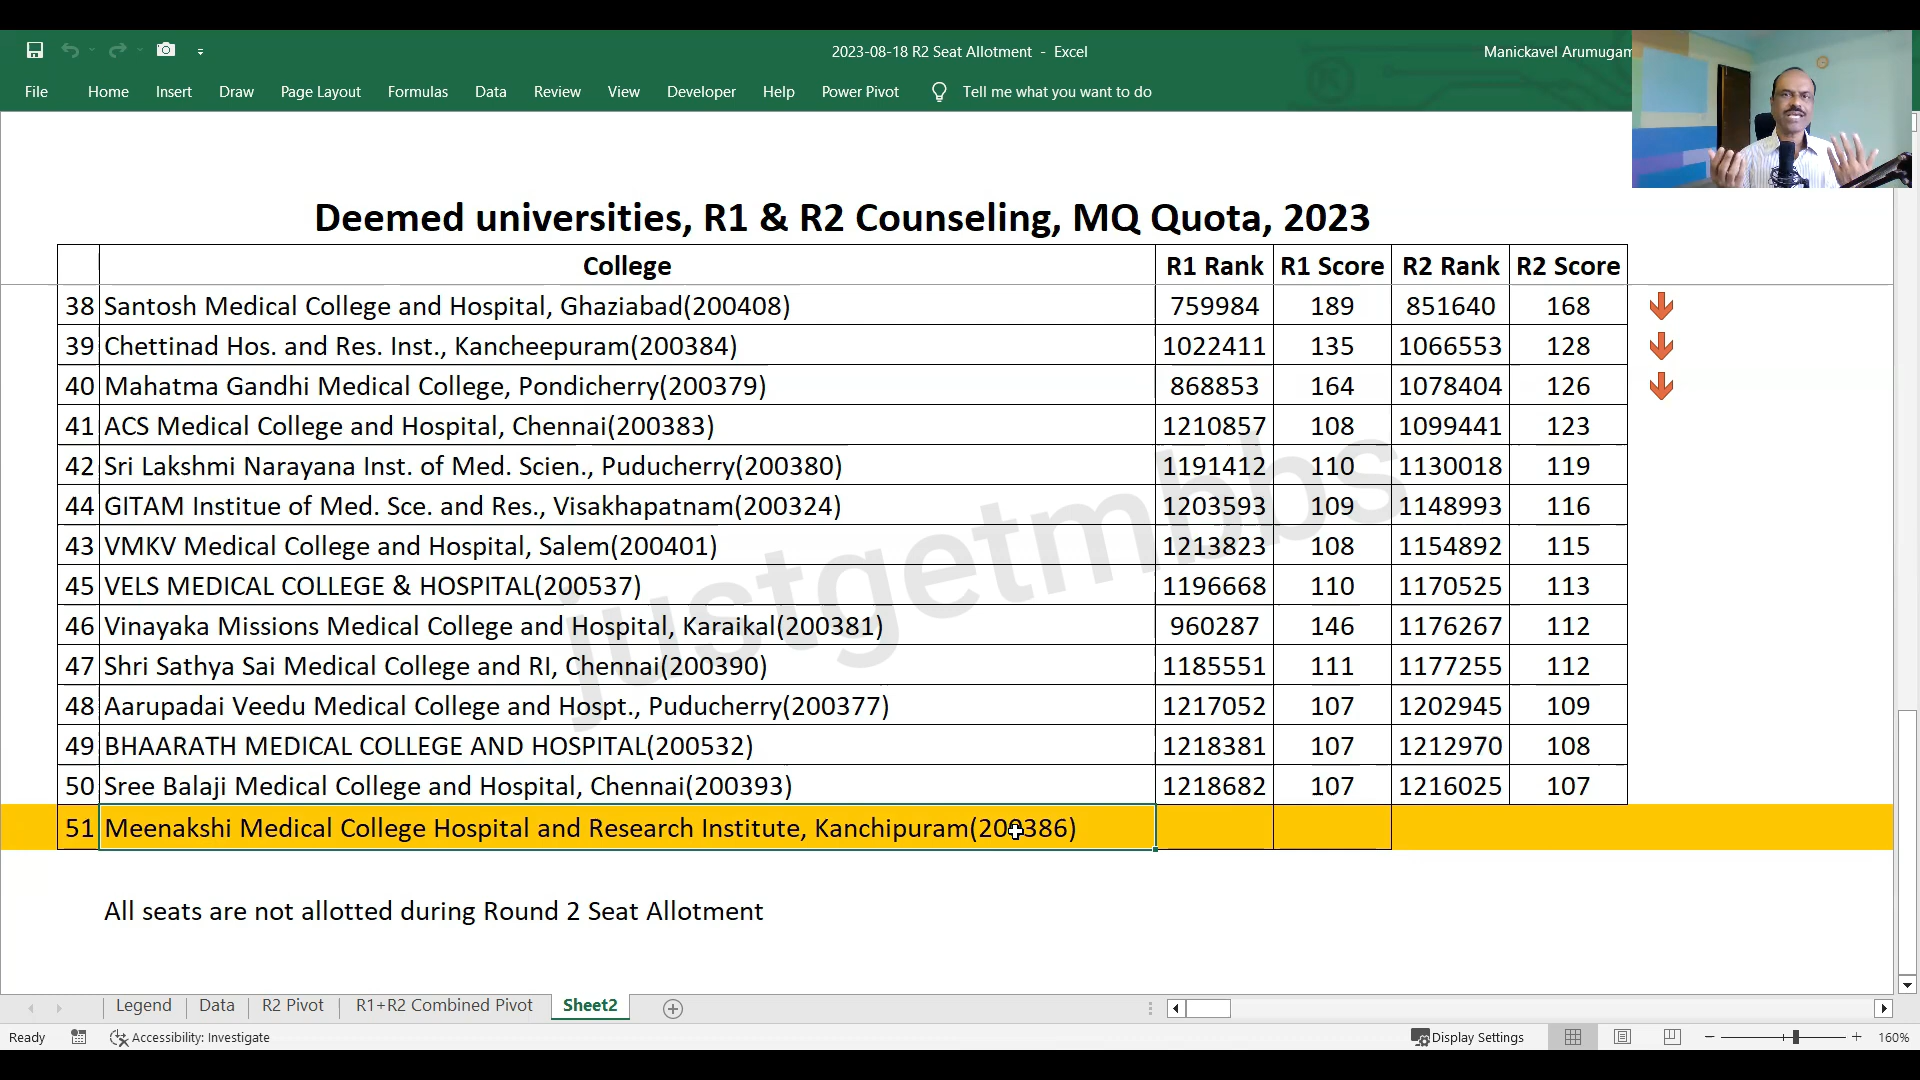 2023-08-18 R2 Seat Allotment - Excel
Manickavel Arumugam
File Home Insert Draw Page Layout Formulas Data Review View Developer Help Power Pivot Tell me what you want to do
Deemed universities, R1 & R2 Counseling, MQ Quota, 2023
College R1 Rank R1 Score R2 Rank R2 Score
38 Santosh Medical College and Hospital, Ghaziabad(200408) 759984 189 851640 168
39 Chettinad Hos. and Res. Inst., Kancheepuram(200384) 1022411 135 1066553 128
40 Mahatma Gandhi Medical College, Pondicherry(200379) 868853 164 1078404 126
41 ACS Medical College and Hospital, Chennai(200383) 1210857 108 1099441 123
42 Sri Lakshmi Narayana Inst. of Med. Scien., Puducherry(200380) 1191412 110 1130018 119
44 GITAM Institue of Med. Sce. and Res., Visakhapatnam(200324) 1203593 109 1148993 116
43 VMKV Medical College and Hospital, Salem(200401) 1213823 108 1154892 115
45 VELS MEDICAL COLLEGE & HOSPITAL(200537) 1196668 110 1170525 113
46 Vinayaka Missions Medical College and Hospital, Karaikal(200381) 960287 146 1176267 112
47 Shri Sathya Sai Medical College and RI, Chennai(200390) 1185551 111 1177255 112
48 Aarupadai Veedu Medical College and Hospt., Puducherry(200377) 1217052 107 1202945 109
49 BHAARATH MEDICAL COLLEGE AND HOSPITAL(200532) 1218381 107 1212970 108
50 Sree Balaji Medical College and Hospital, Chennai(200393) 1218682 107 1216025 107
51 Meenakshi Medical College Hospital and Research Institute, Kanchipuram(200386)
justgetmbbs
All seats are not allotted during Round 2 Seat Allotment
Legend Data R2 Pivot R1+R2 Combined Pivot Sheet2
Ready Accessibility: Investigate Display Settings 160%